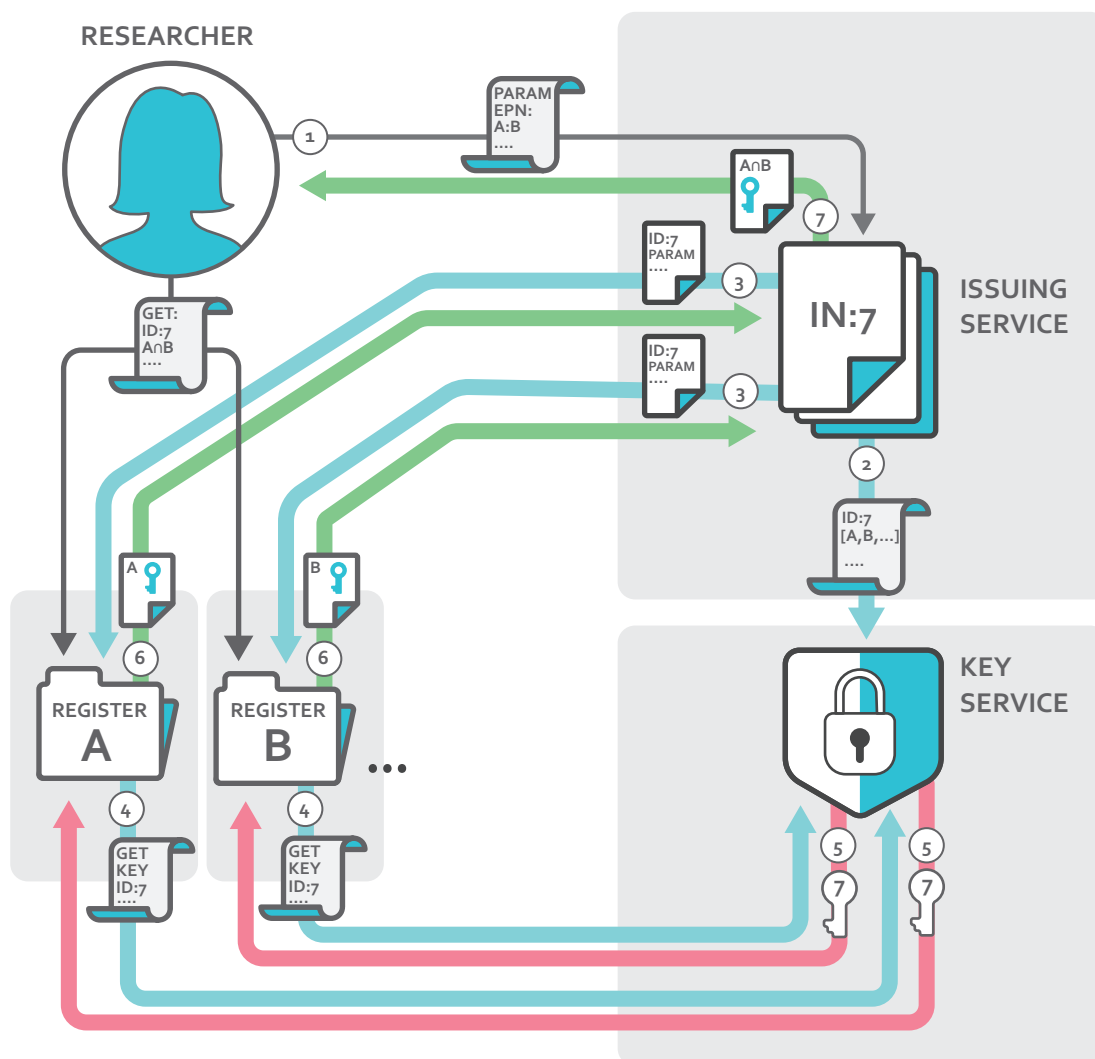 RESEARCHER
1
PARAM
EPN:
A:B
....
A∩B
7
ID:7
PARAM
....
3
IN:7
ISSUING
SERVICE
GET:
ID:7
A∩B
....
ID:7
PARAM
....
3
2
ID:7
[A,B,...]
....
A
B
6
6
REGISTER
A
REGISTER
B
...
KEY
SERVICE
4
4
GET
KEY
ID:7
....
GET
KEY
ID:7
....
5
5
7
7